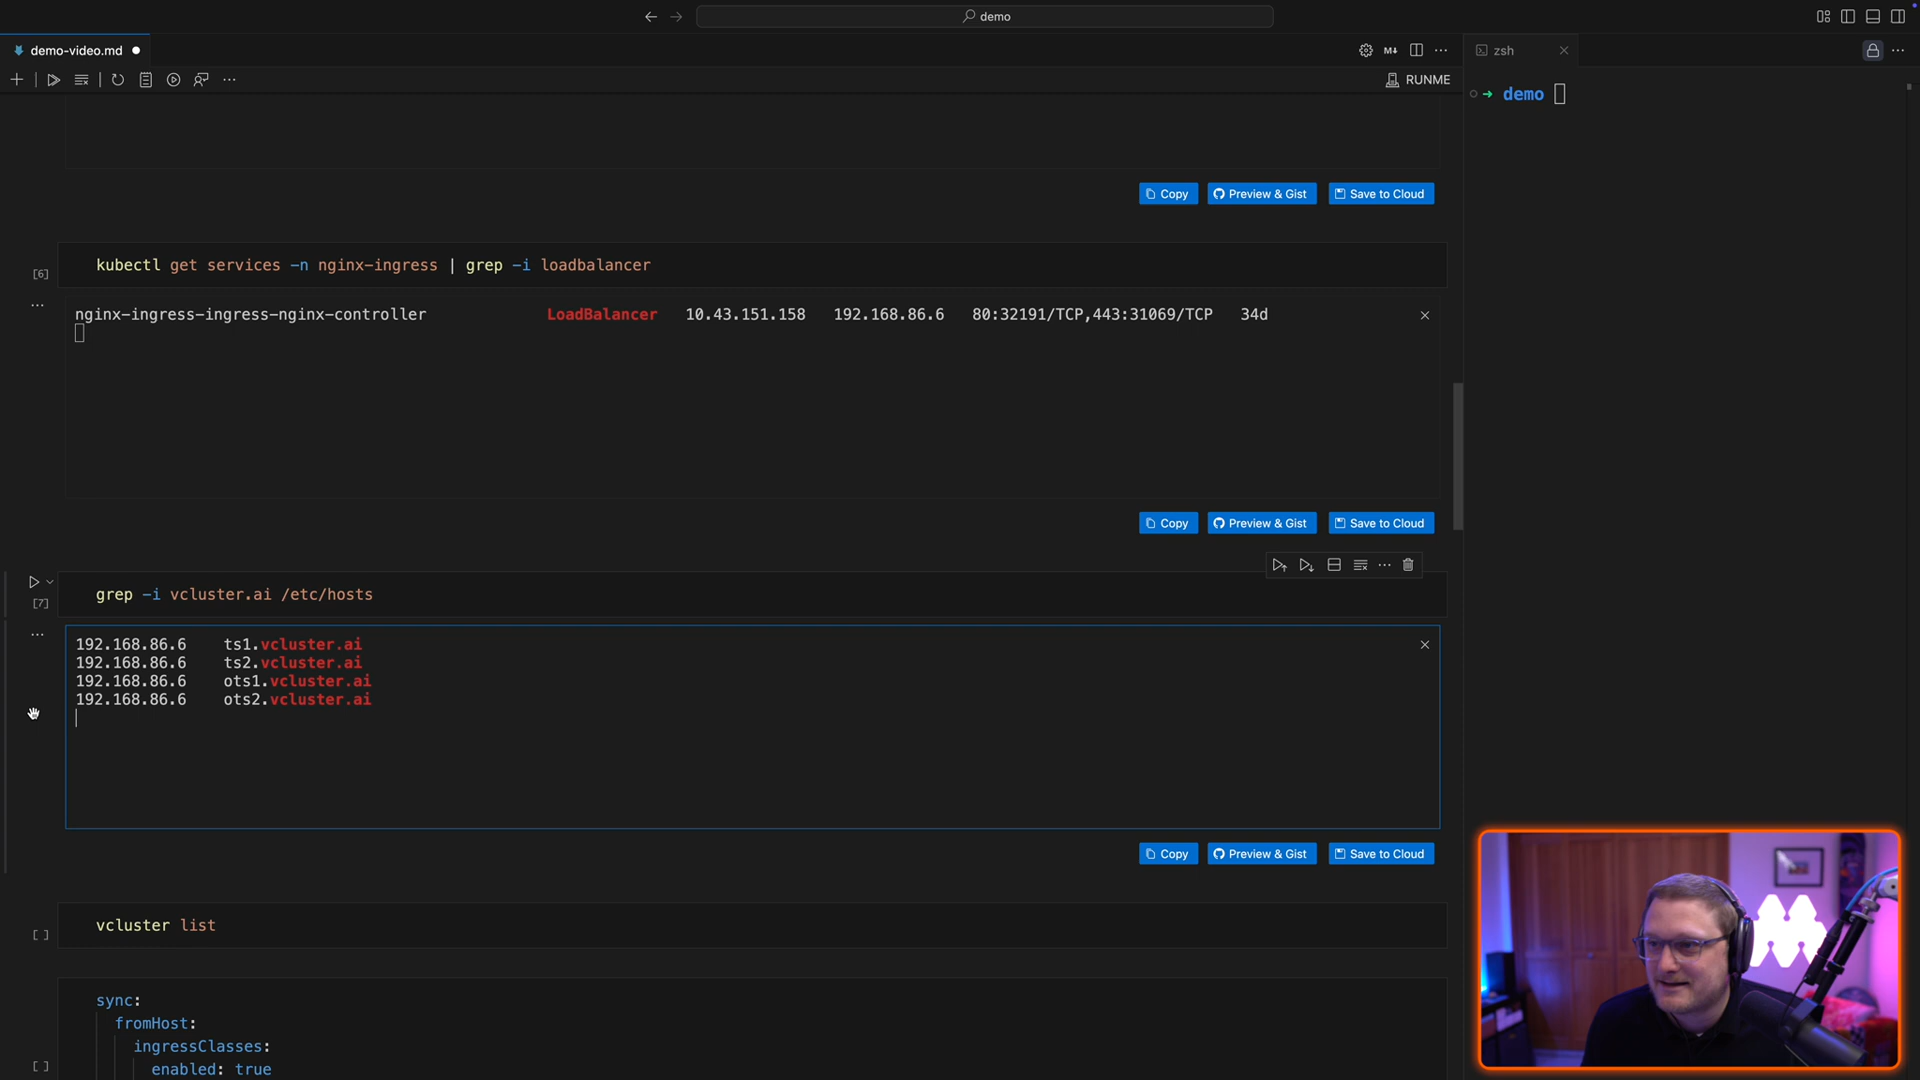 demo
demo-video.md
zsh
RUNME
demo
Copy
Preview & Gist
Save to Cloud
[6]
kubectl get services -n nginx-ingress | grep -i loadbalancer
nginx-ingress-ingress-nginx-controller LoadBalancer 10.43.151.158 192.168.86.6 80:32191/TCP,443:31069/TCP 34d
Copy
Preview & Gist
Save to Cloud
[7]
grep -i vcluster.ai /etc/hosts
192.168.86.6 ts1.vcluster.ai
192.168.86.6 ts2.vcluster.ai
192.168.86.6 ots1.vcluster.ai
192.168.86.6 ots2.vcluster.ai
Copy
Preview & Gist
Save to Cloud
[ ]
vcluster list
sync:
fromHost:
ingressClasses:
[ ]
enabled: true